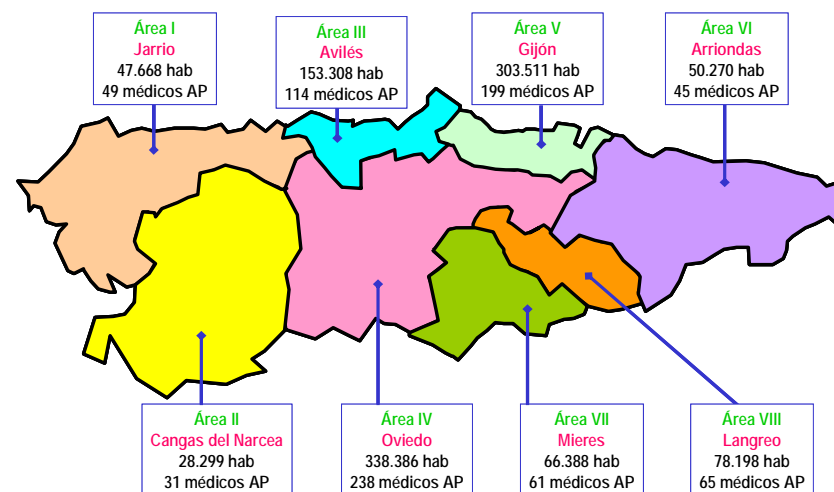 Área I
Jarrio
47.668 hab
49 médicos AP
Área III
Avilés
153.308 hab
114 médicos AP
Área V
Gijón
303.511 hab
199 médicos AP
Área VI
Arriondas
50.270 hab
45 médicos AP
Área II
Cangas del Narcea
28.299 hab
31 médicos AP
Área IV
Oviedo
338.386 hab
238 médicos AP
Área VII
Mieres
66.388 hab
61 médicos AP
Área VIII
Langreo
78.198 hab
65 médicos AP